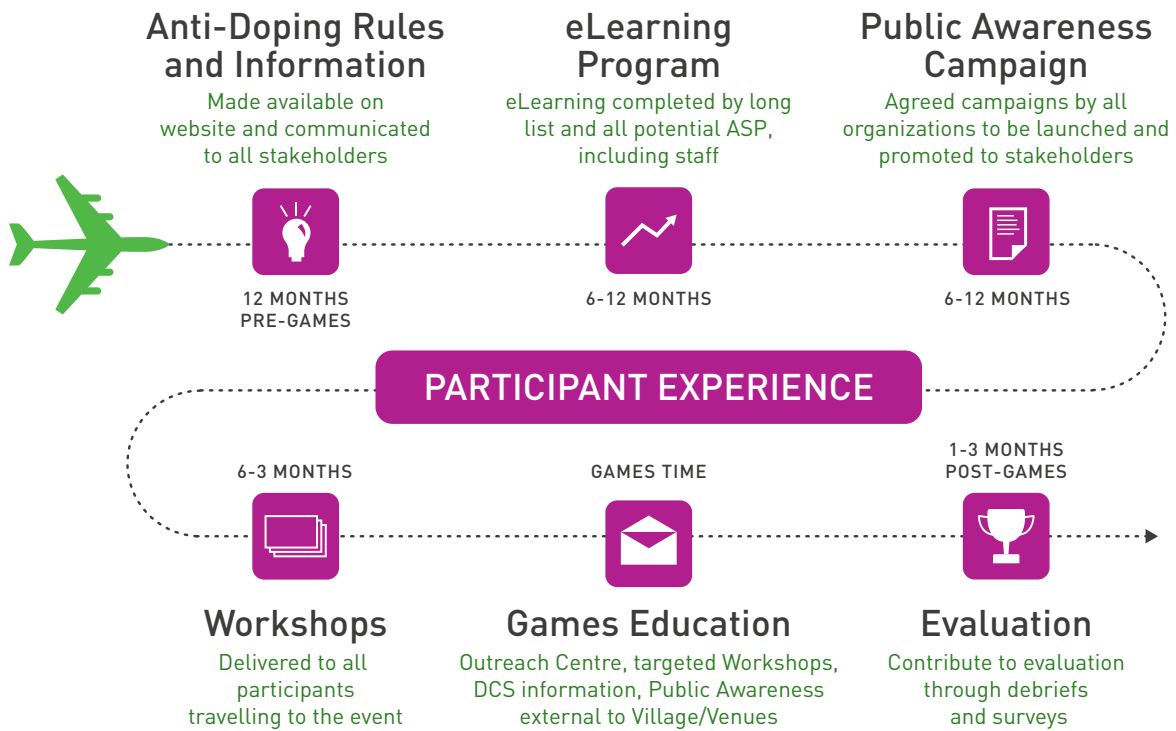 Anti-Doping Rules
and Information
Made available on
website and communicated
to all stakeholders
12 MONTHS
PRE-GAMES
eLearning
Program
eLearning completed by long
list and all potential ASP,
including staff
6-12 MONTHS
Public Awareness
Campaign
Agreed campaigns by all
organizations to be launched and
promoted to stakeholders
6-12 MONTHS
PARTICIPANT EXPERIENCE
6-3 MONTHS
Workshops
Delivered to all
participants
travelling to the event
GAMES TIME
Games Education
Outreach Centre, targeted Workshops,
DCS information, Public Awareness
external to Village/Venues
1-3 MONTHS
POST-GAMES
Evaluation
Contribute to evaluation
through debriefs
and surveys